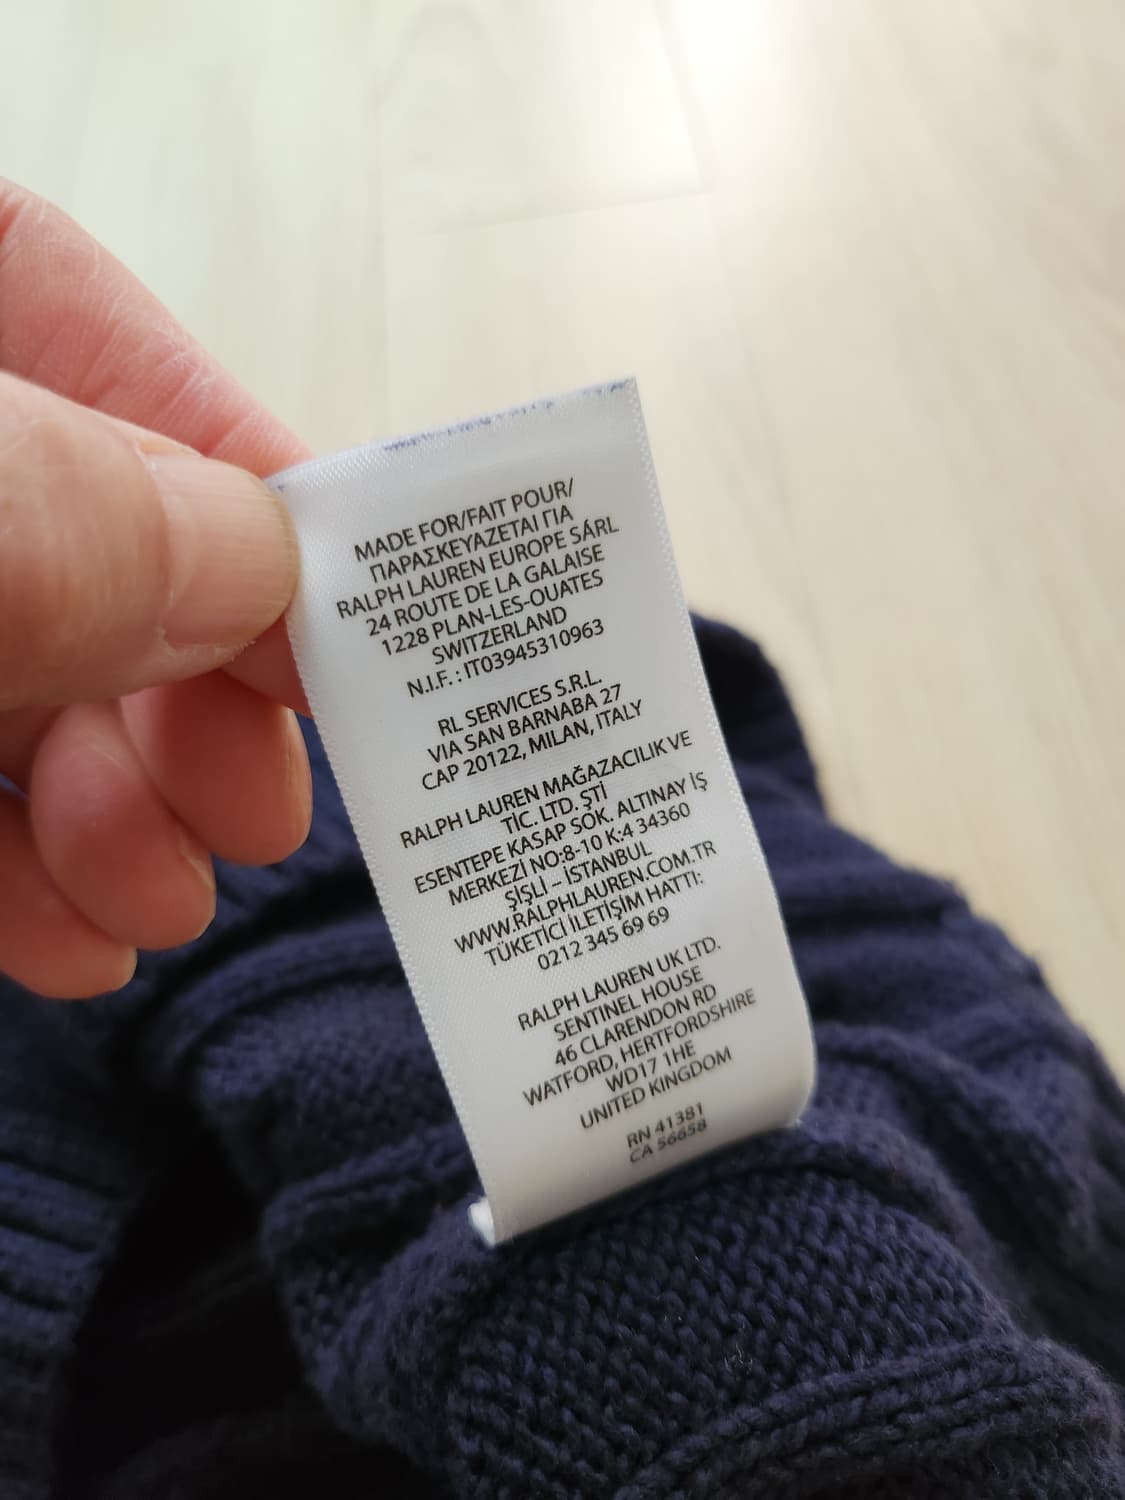 MADE FOR/FAIT POUR/
ΠΑΡΑΣΚΕΥΑΖΕΤΑΙ ΓΙΑ
RALPH LAUREN EUROPE SÁRL
24 ROUTE DE LA GALAISE
1228 PLAN-LES-OUATES
SWITZERLAND
N.I.F. : IT03945310963
RL SERVICES S.R.L.
VIA SAN BARNABA 27
CAP 20122, MILAN, ITALY
RALPH LAUREN MAĞAZACILIK VE
TİC. LTD. ŞTİ
ESENTEPE KASAP SOK. ALTINAY İŞ
MERKEZİ NO:8-10 K:4 34360
ŞİŞLİ – İSTANBUL
WWW.RALPHLAUREN.COM.TR
TÜKETİCİ İLETİŞİM HATTI:
0212 345 69 69
RALPH LAUREN UK LTD.
SENTINEL HOUSE
46 CLARENDON RD
WATFORD, HERTFORDSHIRE
WD17 1HE
UNITED KINGDOM
RN 41381
CA 56658